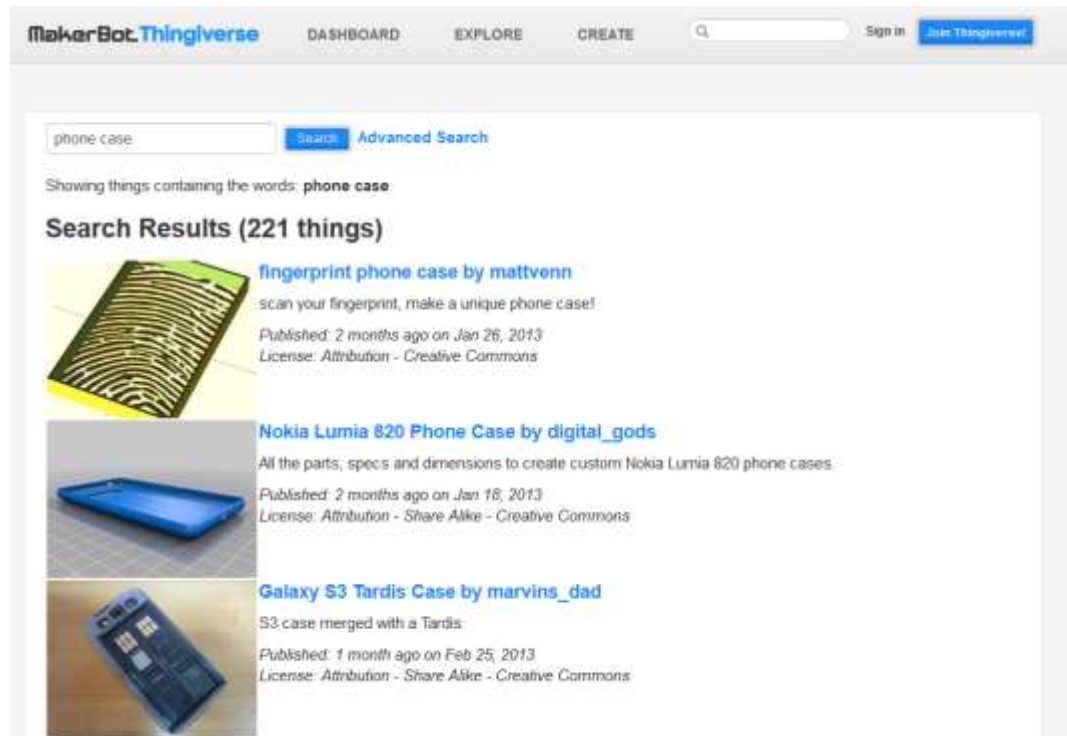 MakerBot.Thingiverse DASHBOARD EXPLORE CREATE Sign in Join Thingiverse!
phone case Search Advanced Search
Showing things containing the words: phone case
Search Results (221 things)
fingerprint phone case by mattvenn
scan your fingerprint, make a unique phone case!
Published: 2 months ago on Jan 26, 2013
License: Attribution - Creative Commons
Nokia Lumia 820 Phone Case by digital_gods
All the parts, specs and dimensions to create custom Nokia Lumia 820 phone cases.
Published: 2 months ago on Jan 18, 2013
License: Attribution - Share Alike - Creative Commons
Galaxy S3 Tardis Case by marvins_dad
S3 case merged with a Tardis
Published: 1 month ago on Feb 25, 2013
License: Attribution - Share Alike - Creative Commons